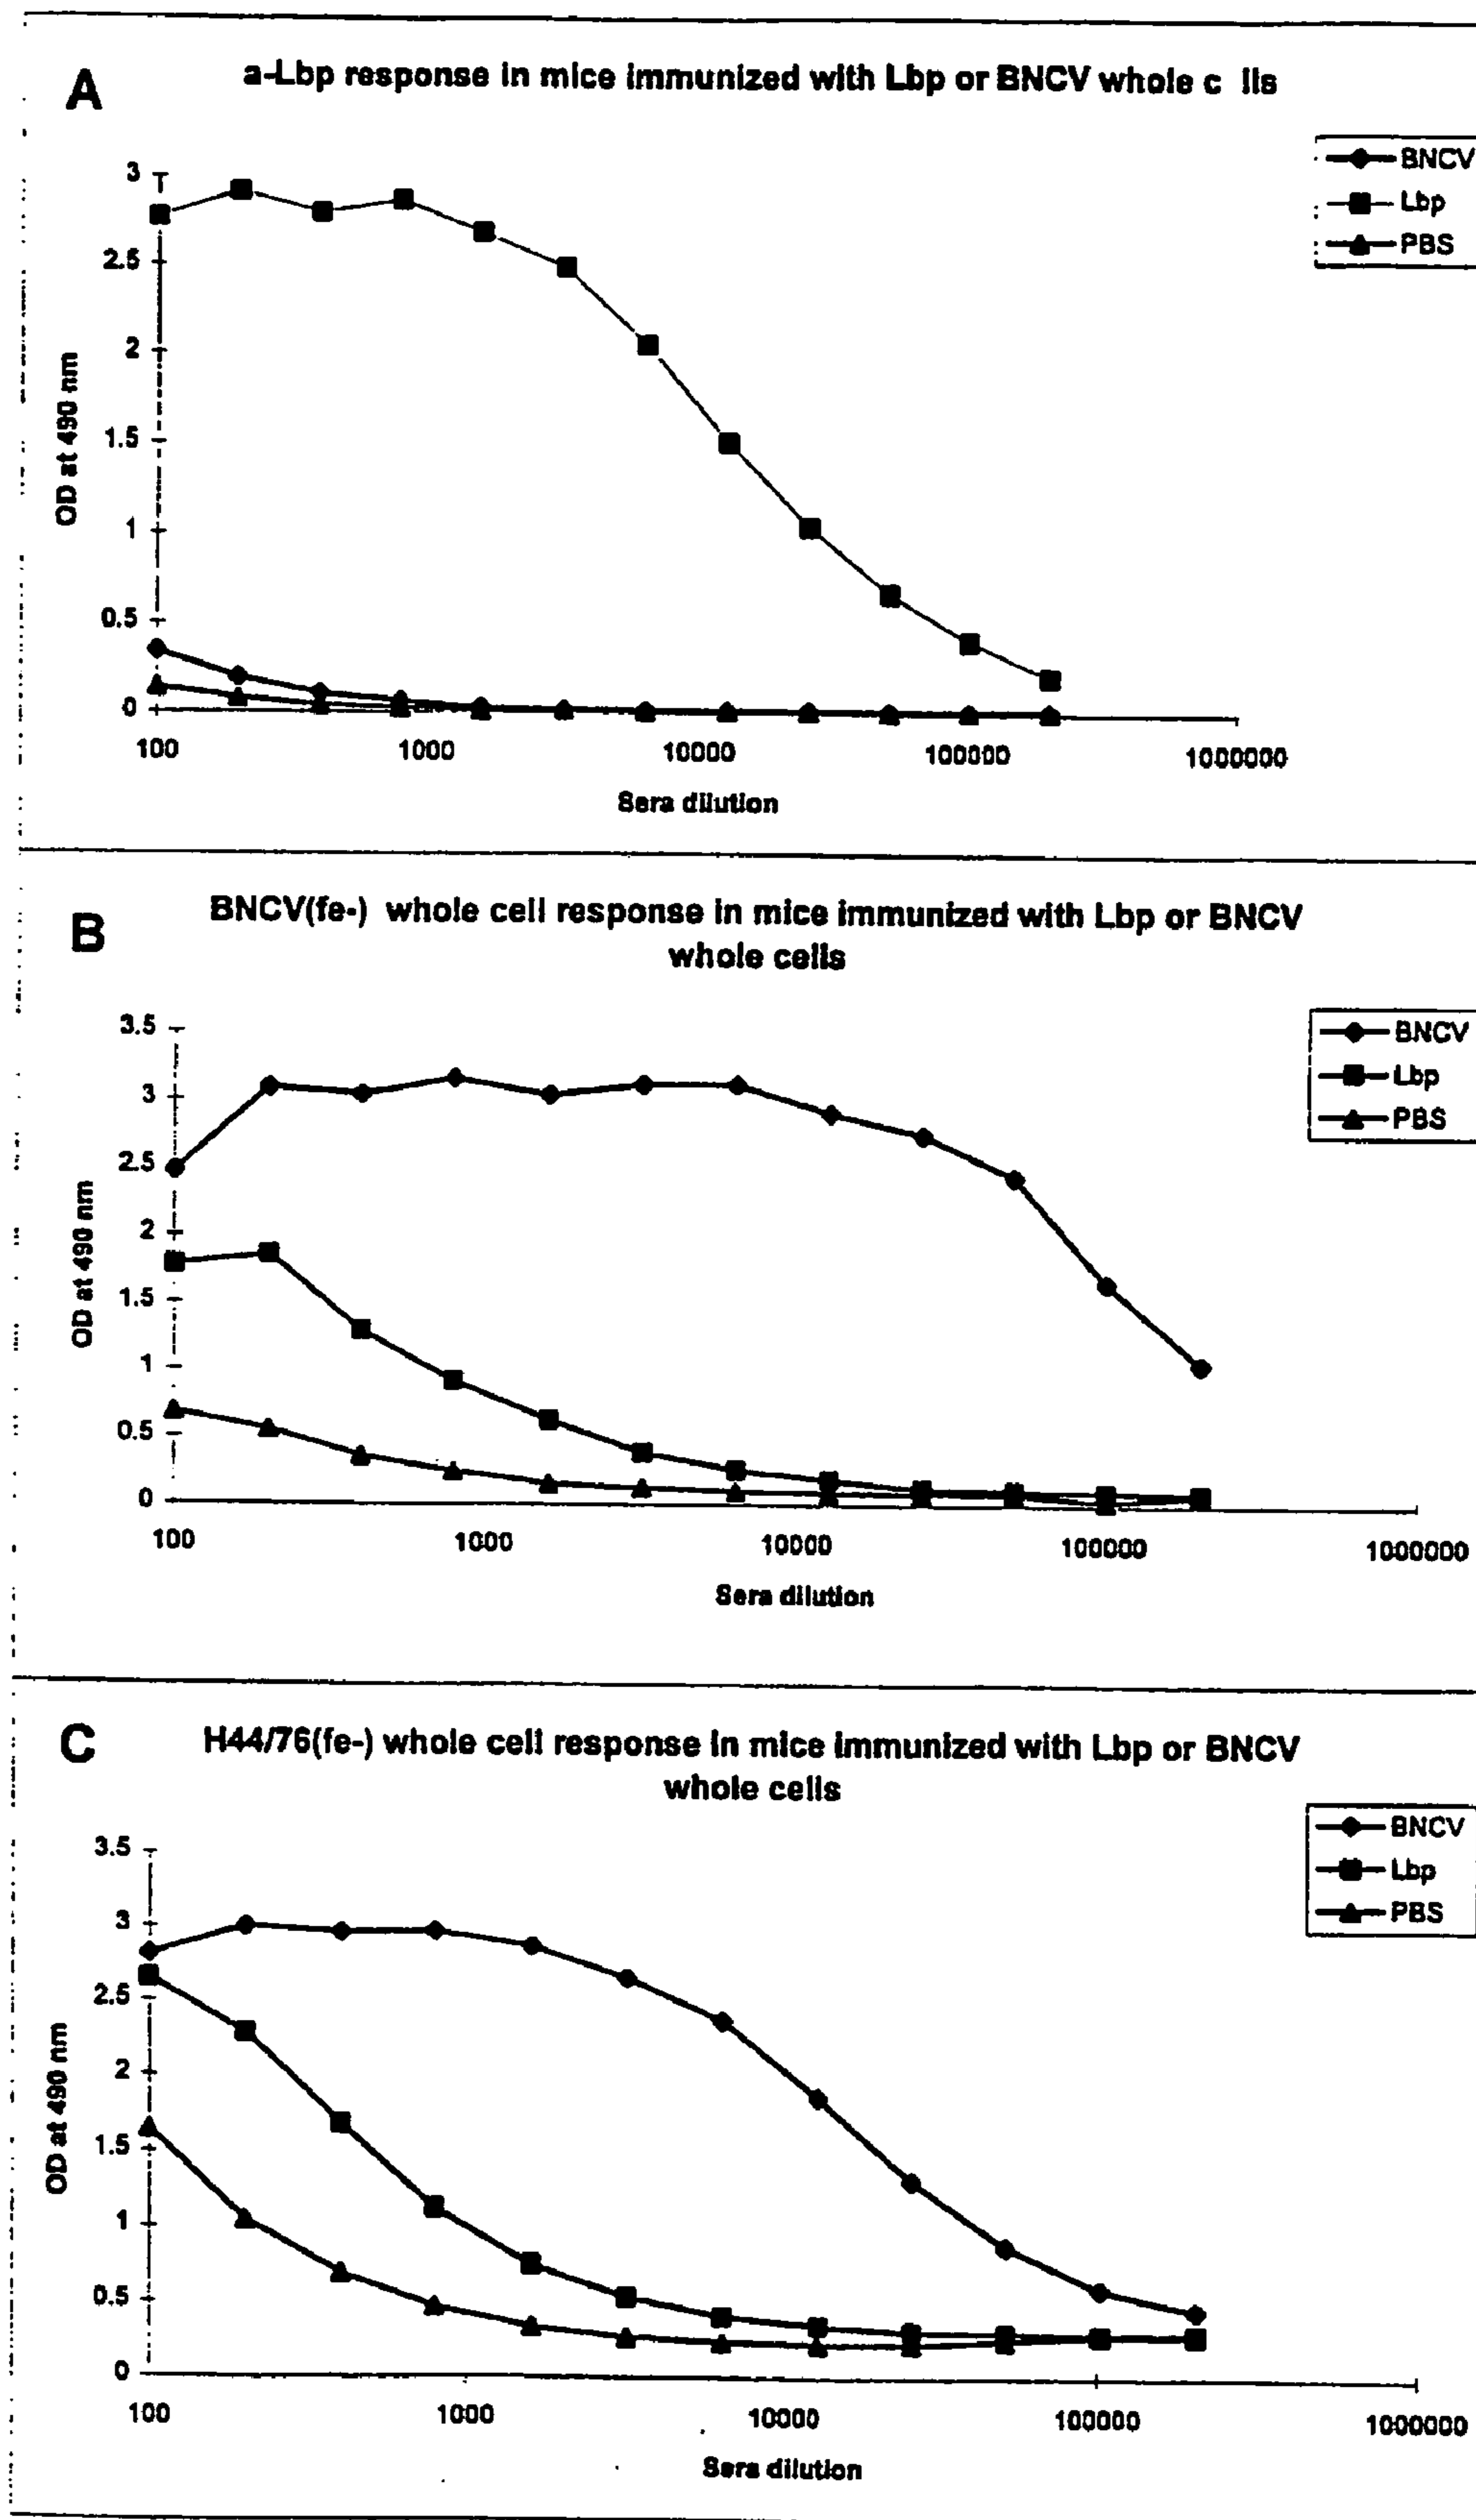 A
a-Lbp response in mice immunized with Lbp or BNCV whole c lls
BNCV
Lbp
PBS
3
2.5
2
1.5
1
0.5
0
OD at 490 nm
100 1000 10000 100000 1000000
Sera dilution
B
BNCV(fe-) whole cell response in mice immunized with Lbp or BNCV
whole cells
BNCV
Lbp
PBS
3.5
3
2.5
2
1.5
1
0.5
0
OD at 490 nm
100 1000 10000 100000 1000000
Sera dilution
C
H44/76(fe-) whole cell response in mice immunized with Lbp or BNCV
whole cells
BNCV
Lbp
PBS
3.5
3
2.5
2
1.5
1
0.5
0
OD at 490 nm
100 1000 10000 100000 1000000
Sera dilution